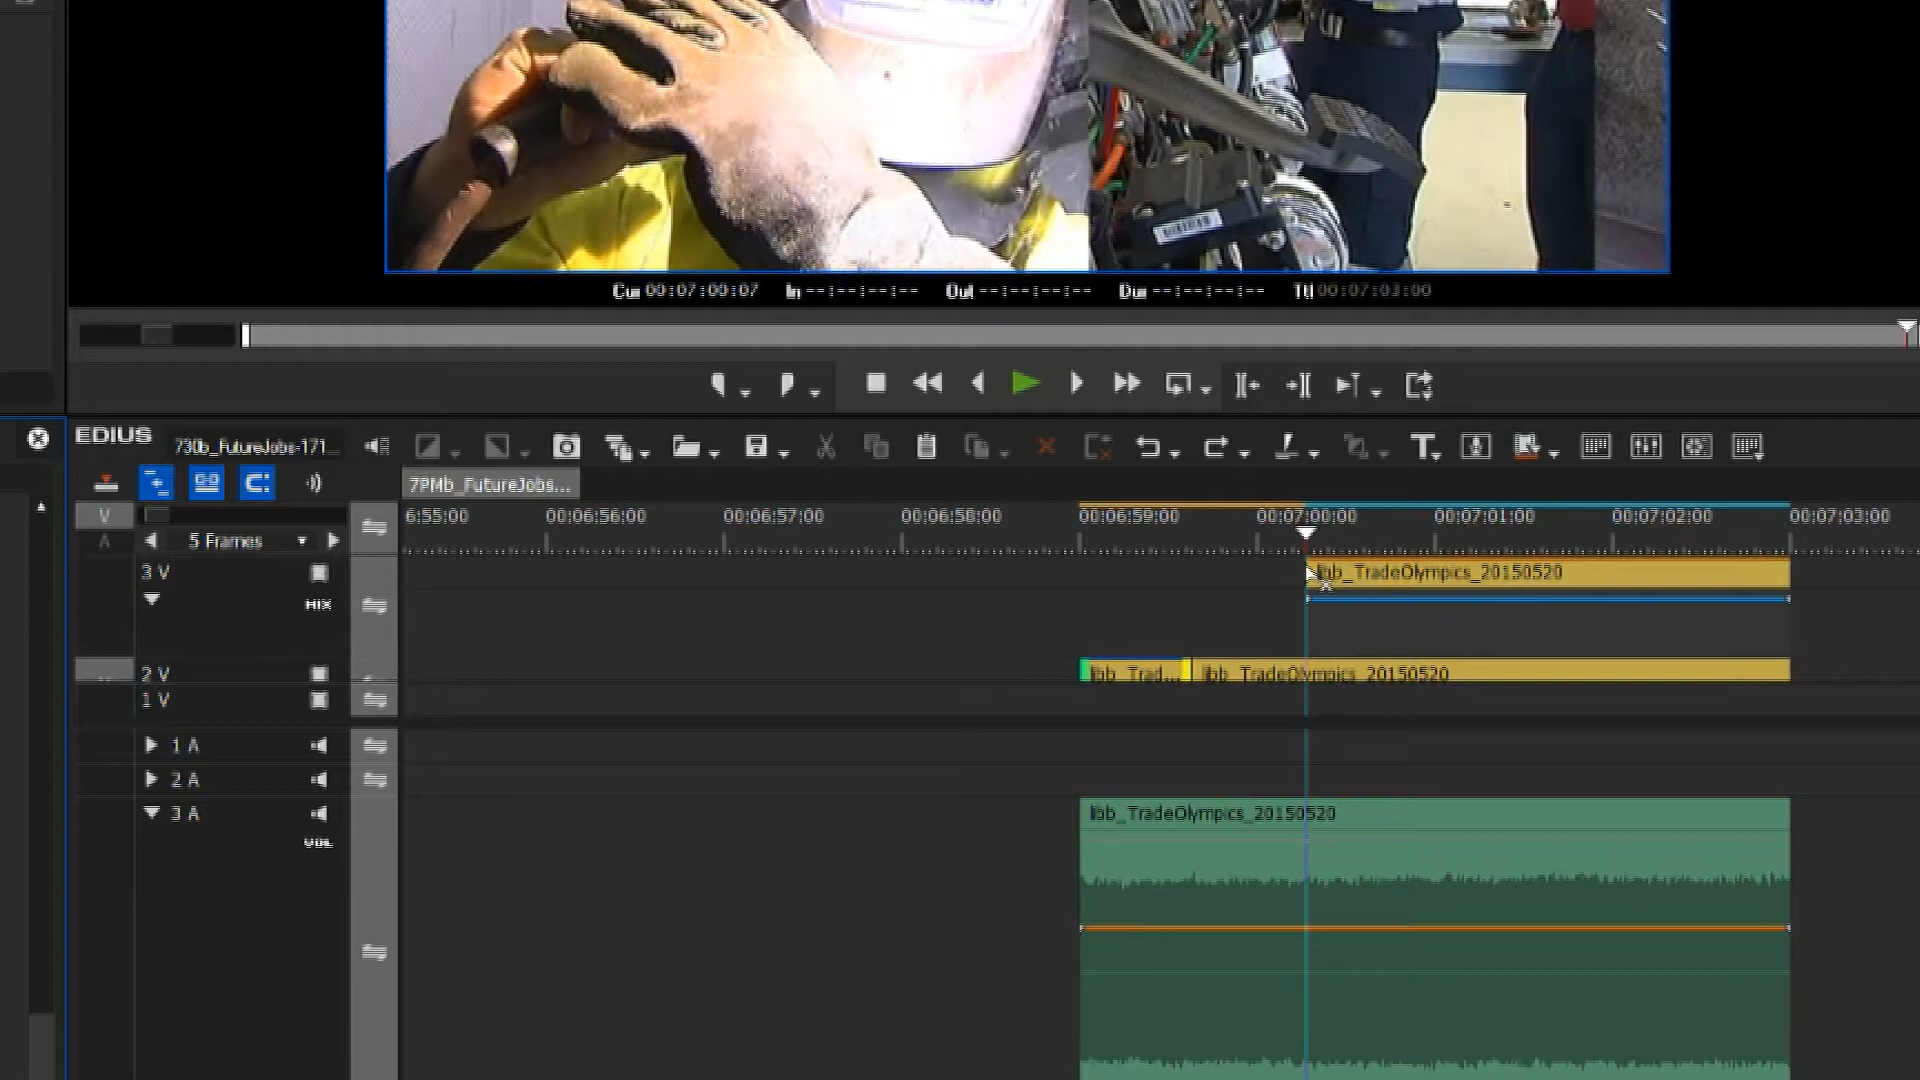 Cur 00:07:00:07 In --:--:--:-- Out --:--:--:-- Dur --:--:--:-- Ttl 00:07:03:00
EDIUS 730b_FutureJobs-171...
7PMb_FutureJobs...
V 6:55:00 00:06:56:00 00:06:57:00 00:06:58:00 00:06:59:00 00:07:00:00 00:07:01:00 00:07:02:00 00:07:03:00
A 5 Frames
3 V bb_TradeOlympics_20150520
MIX
2 V lbb_Trad... lbb_TradeOlympics_20150520
1 V
1 A
2 A
3 A lbb_TradeOlympics_20150520
VOL